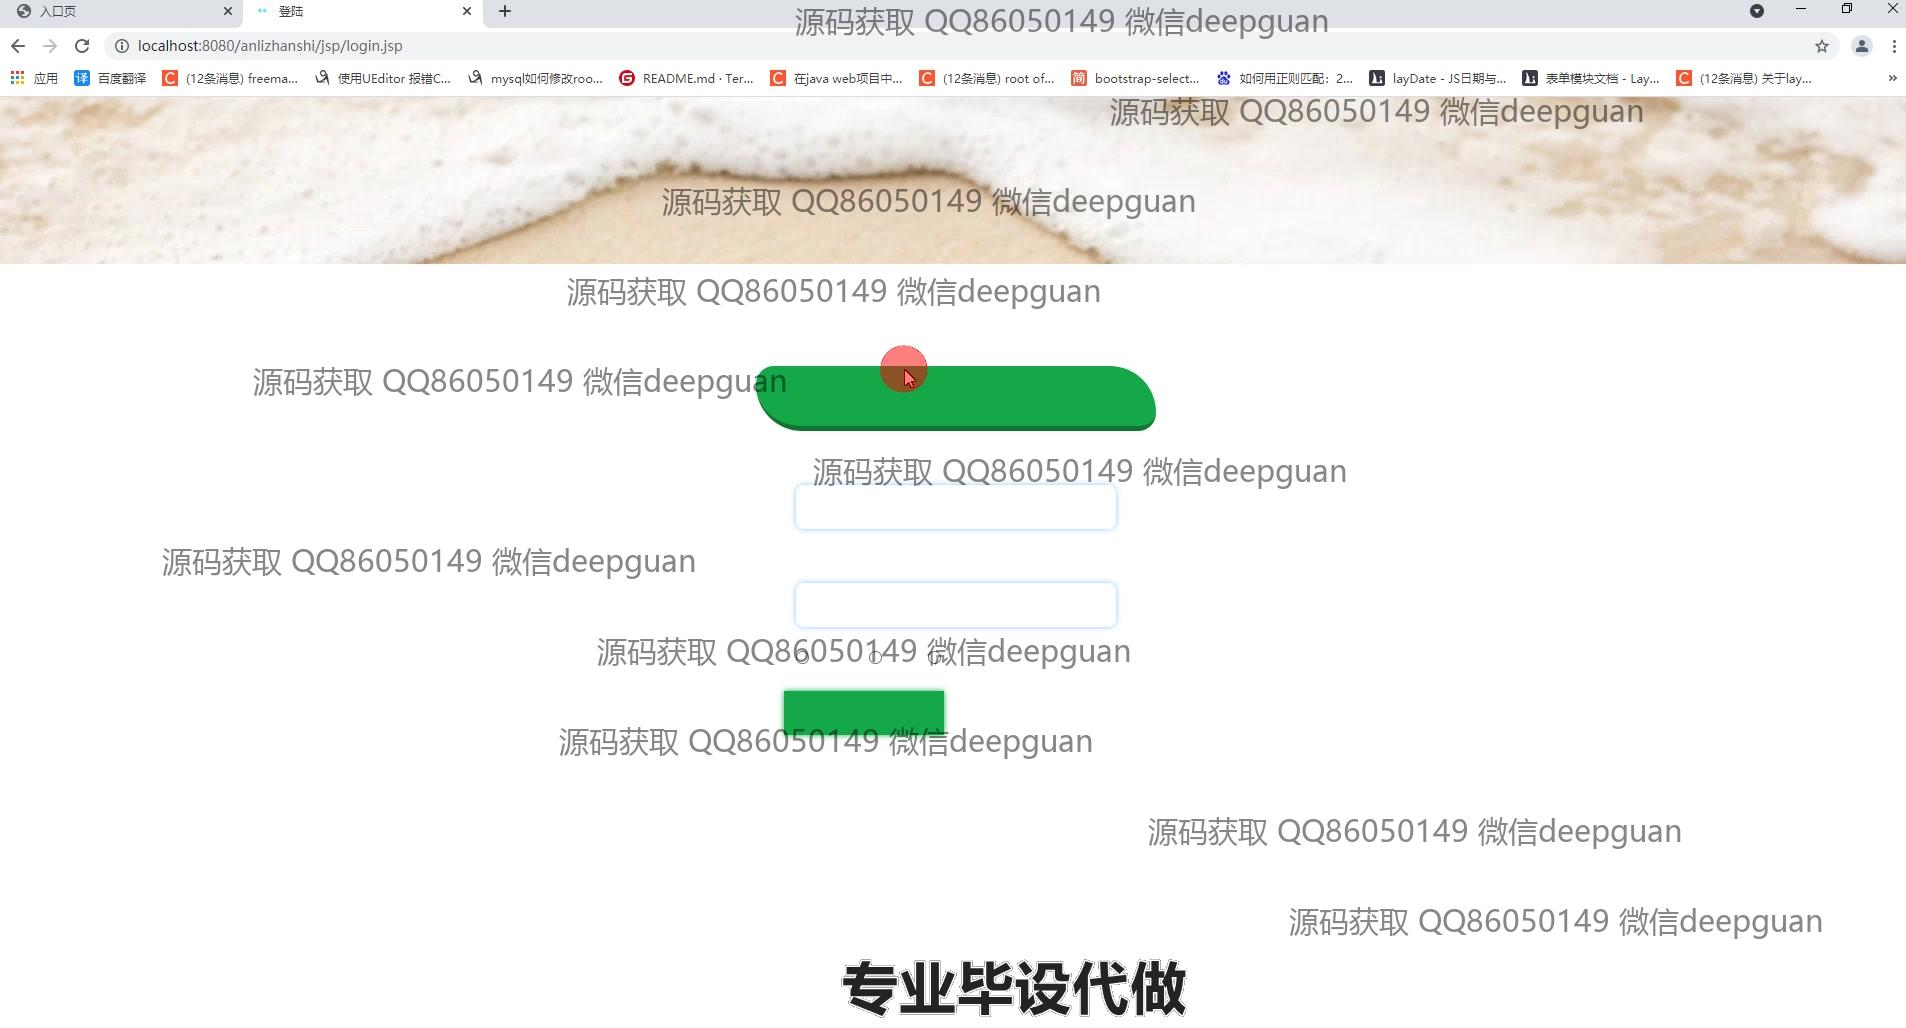 入口页
登陆
源码获取 QQ86050149 微信deepguan
localhost:8080/anlizhanshi/jsp/login.jsp
应用
百度翻译
(12条消息) freema...
使用UEditor 报错C...
mysql如何修改roo...
README.md · Ter...
在java web项目中...
(12条消息) root of...
bootstrap-select...
如何用正则匹配：2...
layDate - JS日期与...
表单模块文档 - Lay...
(12条消息) 关于lay...
源码获取 QQ86050149 微信deepguan
源码获取 QQ86050149 微信deepguan
源码获取 QQ86050149 微信deepguan
源码获取 QQ86050149 微信deepguan
源码获取 QQ86050149 微信deepguan
源码获取 QQ86050149 微信deepguan
源码获取 QQ86050149 微信deepguan
源码获取 QQ86050149 微信deepguan
源码获取 QQ86050149 微信deepguan
源码获取 QQ86050149 微信deepguan
专业毕设代做